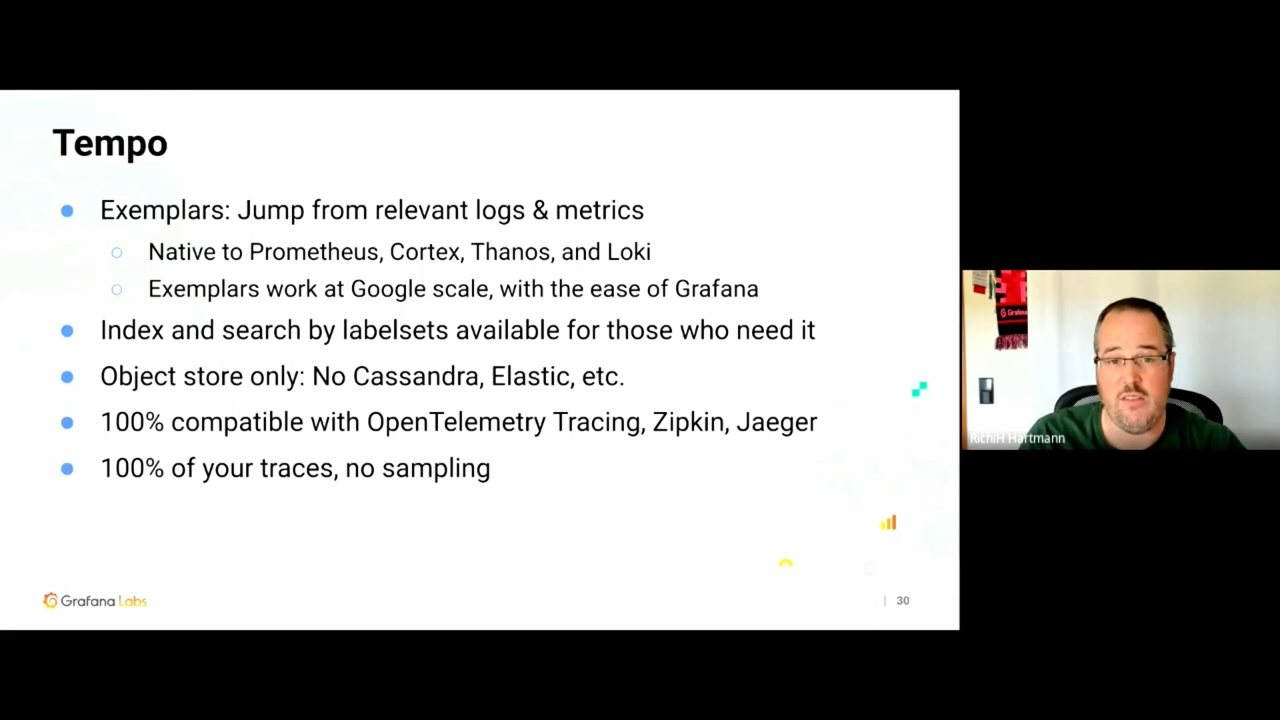 Tempo
Exemplars: Jump from relevant logs & metrics
Native to Prometheus, Cortex, Thanos, and Loki
Exemplars work at Google scale, with the ease of Grafana
Index and search by labelsets available for those who need it
Object store only: No Cassandra, Elastic, etc.
100% compatible with OpenTelemetry Tracing, Zipkin, Jaeger
100% of your traces, no sampling
Grafana Labs
| 30
Grafana
RichiH Hartmann